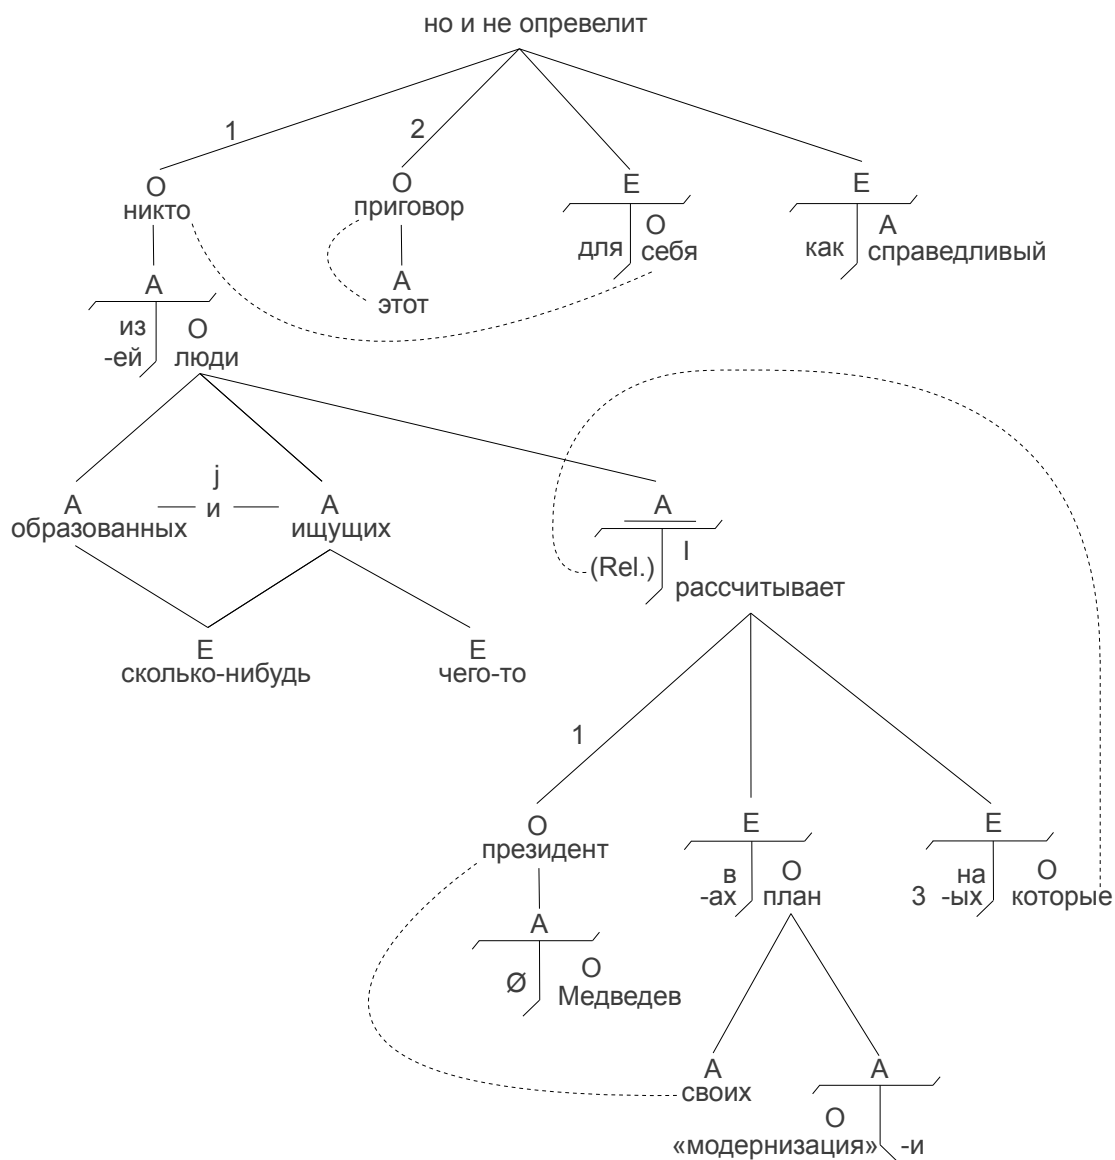 но и не опревелит
1
2
О
никто
О
приговор
Е
для
О
себя
Е
как
А
справедливый
А
этот
А
из
-ей
О
люди
А
образованных
j
и
А
ищущих
А
(Rel.)
I
рассчитывает
Е
сколько-нибудь
Е
чего-то
1
О
президент
Е
в
-ах
О
план
Е
на
3 -ых
О
которые
А
Ø
О
Медведев
А
своих
А
О
«модернизация»
-и